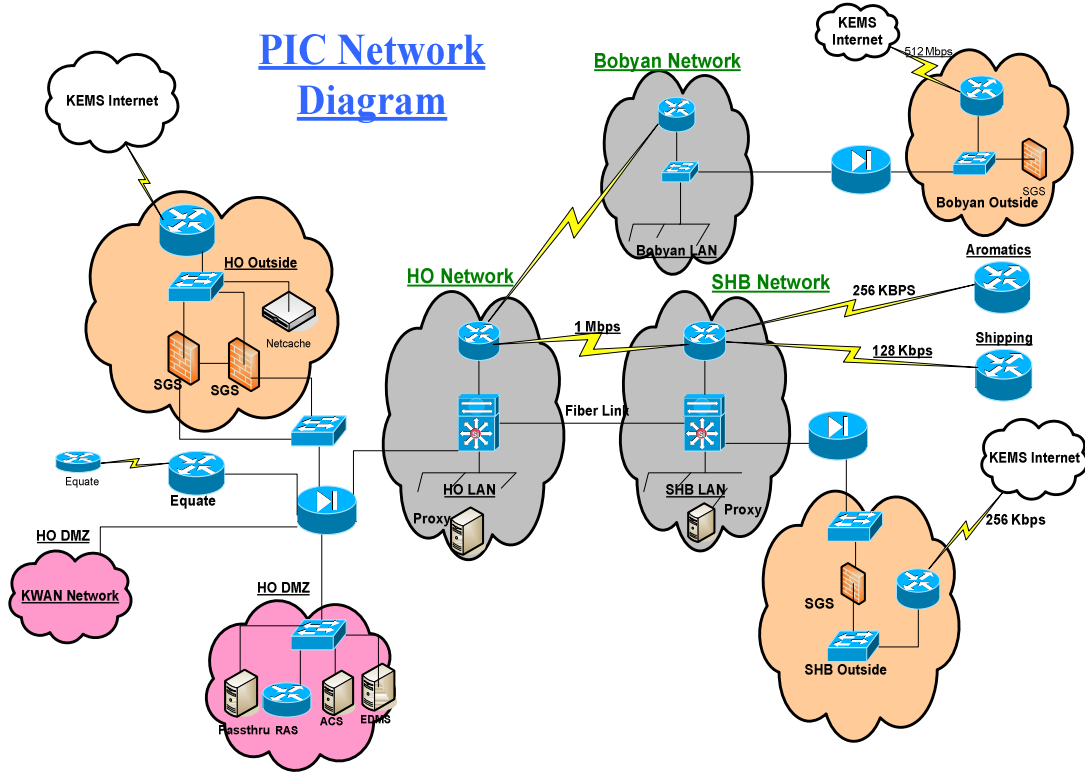 PIC Network
Diagram
KEMS Internet
Bobyan Network
KEMS
Internet
512 Mbps
SGS
Bobyan Outside
Bobyan LAN
HO Outside
Netcache
SGS
SGS
HO Network
SHB Network
Aromatics
256 KBPS
1 Mbps
128 Kbps
Shipping
Fiber Link
Equate
Equate
HO LAN
Proxy
SHB LAN
Proxy
KEMS Internet
256 Kbps
HO DMZ
KWAN Network
HO DMZ
SGS
SHB Outside
Passthru
RAS
ACS
EDMS